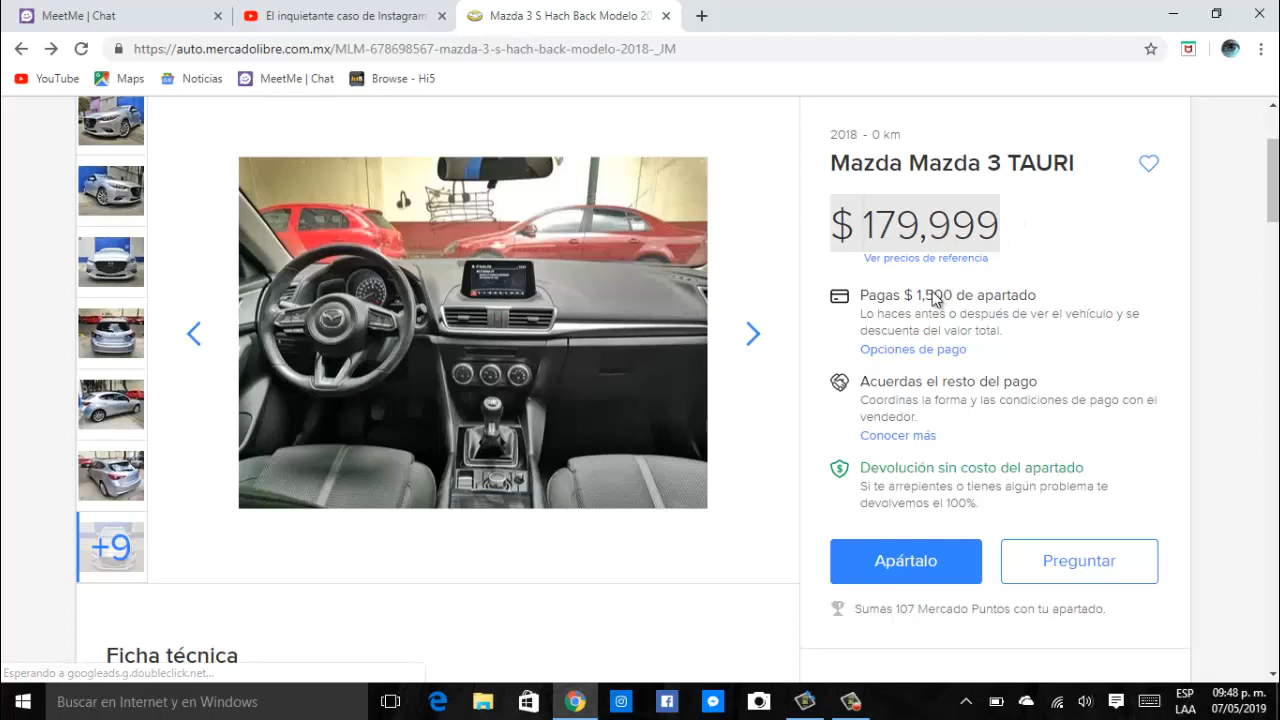 MeetMe | Chat
El inquietante caso de Instagram
Mazda 3 S Hach Back Modelo 20
https://auto.mercadolibre.com.mx/MLM-678698567-mazda-3-s-hach-back-modelo-2018-_JM
YouTube
Maps
Noticias
MeetMe | Chat
hi5
Browse - Hi5
2018 - 0 km
Mazda Mazda 3 TAURI
$ 179,999
Ver precios de referencia
Pagas $ 1,500 de apartado
Lo haces antes o después de ver el vehículo y se
descuenta del valor total.
Opciones de pago
Acuerdas el resto del pago
Coordinas la forma y las condiciones de pago con el
vendedor.
Conocer más
Devolución sin costo del apartado
Si te arrepientes o tienes algún problema te
devolvemos el 100%.
+9
Apártalo
Preguntar
Sumas 107 Mercado Puntos con tu apartado.
Ficha técnica
Esperando a googleads.g.doubleclick.net...
Buscar en Internet y en Windows
ESP
LAA
09:48 p. m.
07/05/2019